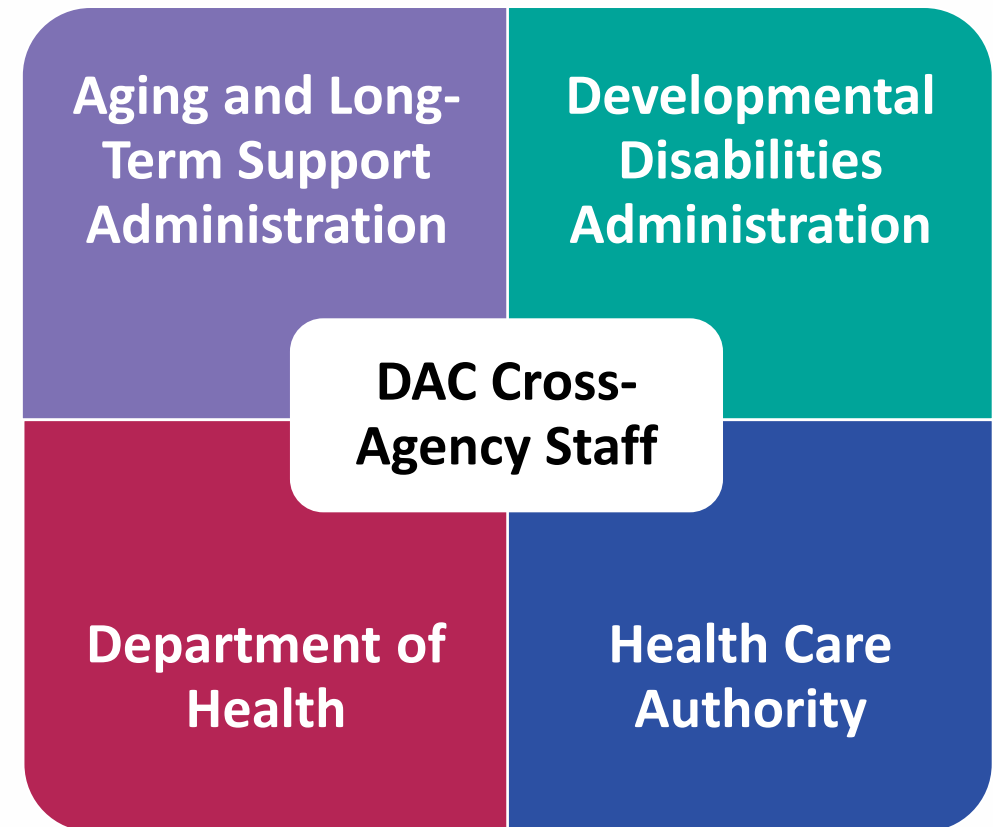 Aging and Long-
Term Support
Administration
Developmental
Disabilities
Administration
DAC Cross-
Agency Staff
Department of
Health
Health Care
Authority